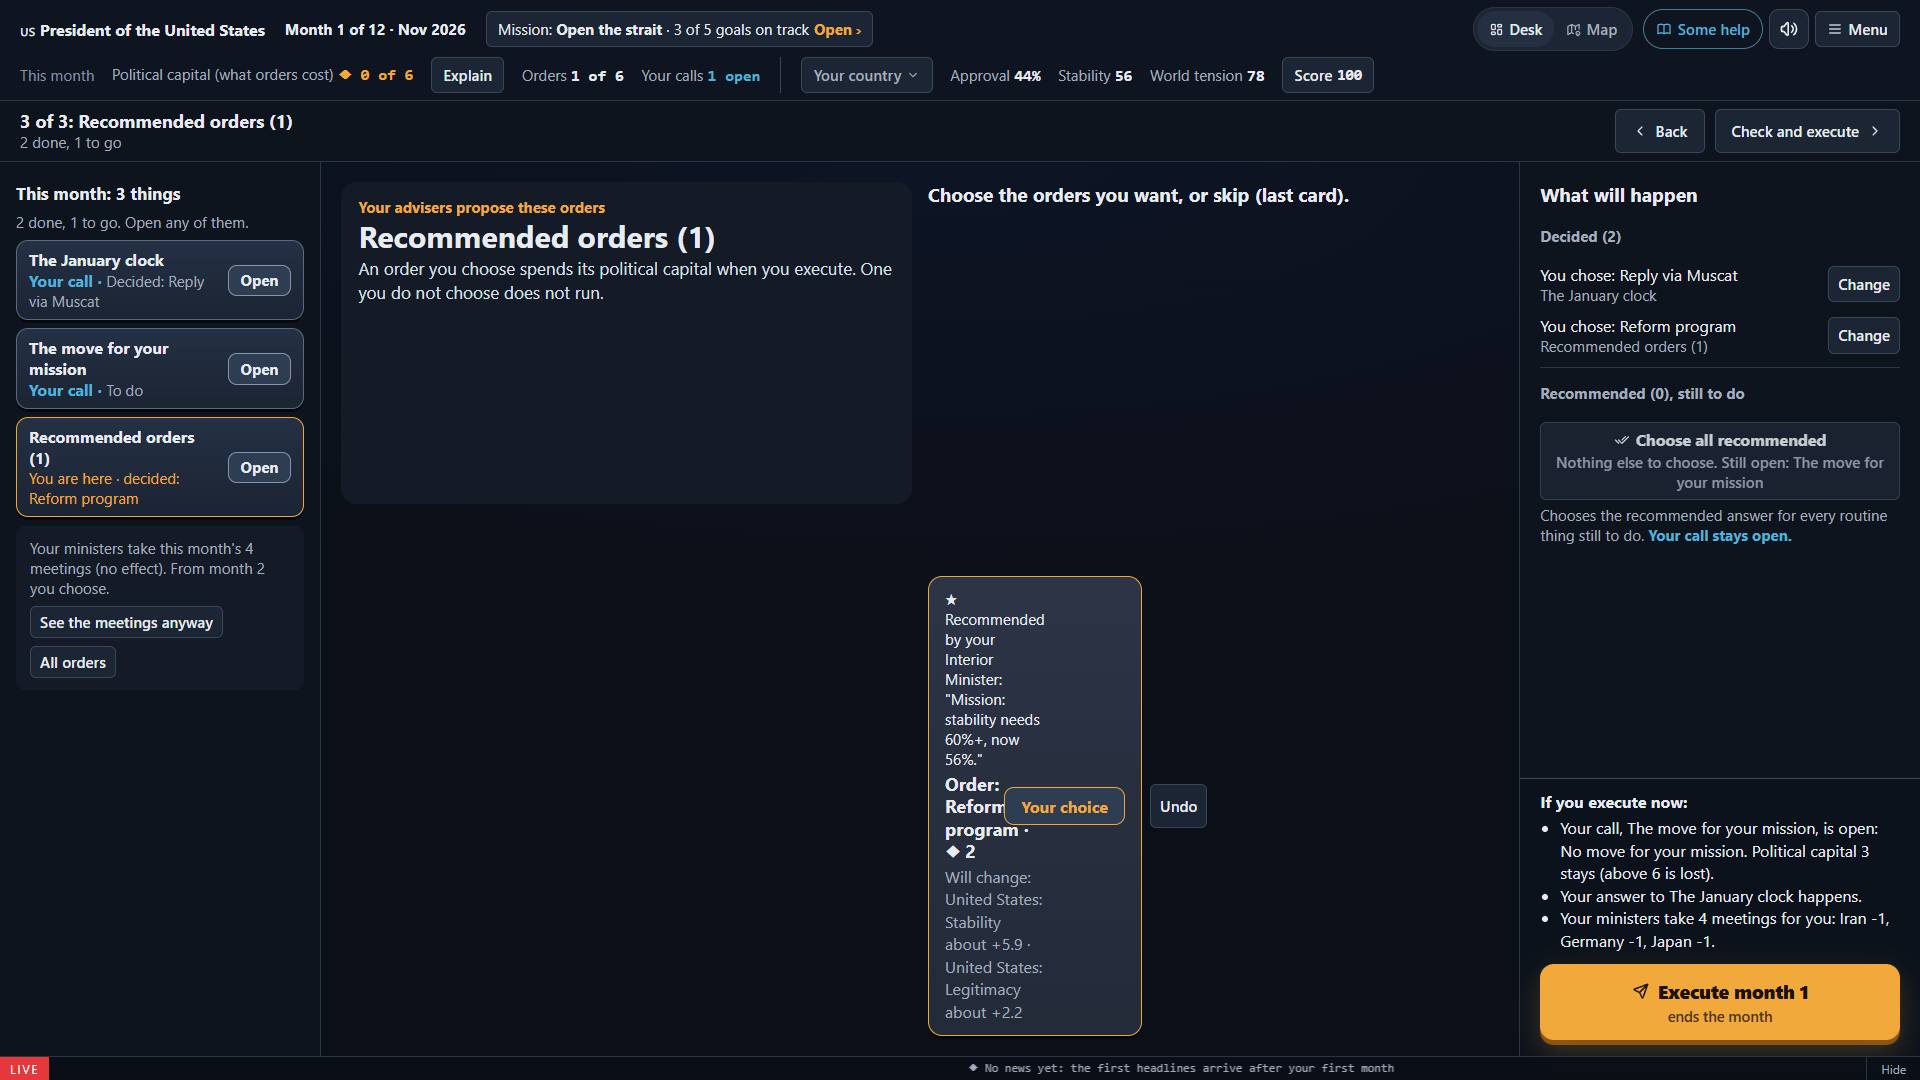 US President of the United States
Month 1 of 12 · Nov 2026
Mission: Open the strait · 3 of 5 goals on track Open ›
Desk
Map
Some help
Menu
This month
Political capital (what orders cost) ◆ 0 of 6
Explain
Orders 1 of 6
Your calls 1 open
Your country
Approval 44%
Stability 56
World tension 78
Score 100
3 of 3: Recommended orders (1)
2 done, 1 to go
Back
Check and execute
This month: 3 things
2 done, 1 to go. Open any of them.
The January clock
Your call · Decided: Reply
via Muscat
Open
The move for your
mission
Your call · To do
Open
Recommended orders
(1)
You are here · decided:
Reform program
Open
Your ministers take this month's 4
meetings (no effect). From month 2
you choose.
See the meetings anyway
All orders
Your advisers propose these orders
Recommended orders (1)
An order you choose spends its political capital when you execute. One
you do not choose does not run.
Choose the orders you want, or skip (last card).
★
Recommended
by your
Interior
Minister:
"Mission:
stability needs
60%+, now
56%."
Order:
Reform
program ·
◆ 2
Your choice
Undo
Will change:
United States:
Stability
about +5.9 ·
United States:
Legitimacy
about +2.2
What will happen
Decided (2)
You chose: Reply via Muscat
The January clock
Change
You chose: Reform program
Recommended orders (1)
Change
Recommended (0), still to do
Choose all recommended
Nothing else to choose. Still open: The move for
your mission
Chooses the recommended answer for every routine
thing still to do. Your call stays open.
If you execute now:
• Your call, The move for your mission, is open:
No move for your mission. Political capital 3
stays (above 6 is lost).
• Your answer to The January clock happens.
• Your ministers take 4 meetings for you: Iran -1,
Germany -1, Japan -1.
Execute month 1
ends the month
LIVE
◆ No news yet: the first headlines arrive after your first month
Hide